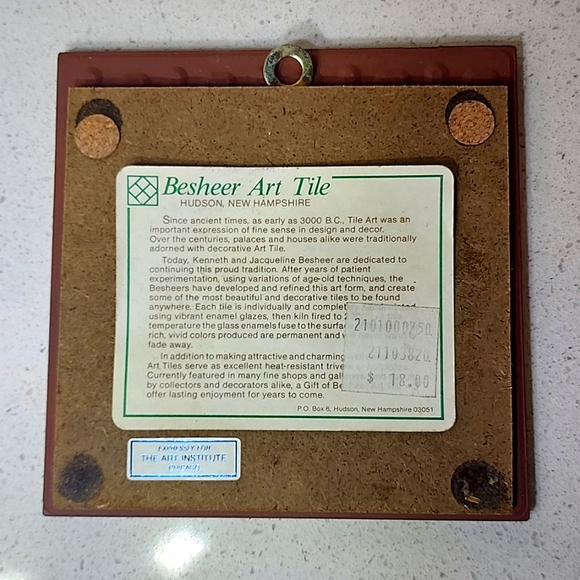 Besheer Art Tile
HUDSON, NEW HAMPSHIRE
Since ancient times, as early as 3000 B.C., Tile Art was an
important expression of fine sense in design and decor.
Over the centuries, palaces and houses alike were traditionally
adorned with decorative Art Tile.
Today, Kenneth and Jacqueline Besheer are dedicated to
continuing this proud tradition. After years of patient
experimentation, using variations of age-old techniques, the
Besheers have developed and refined this art form, and create
some of the most beautiful and decorative tiles to be found
anywhere. Each tile is individually and
using vibrant enamel glazes, then kiln fired to
temperature the glass enamels fuse to the
rich, vivid colors produced are permanent and
fade away.
In addition to making attractive and charming
Art Tiles serve as excellent heat-resistant
Currently featured in many fine shops and
by collectors and decorators alike, a Gift of
offer lasting enjoyment for years to come.
P.O. Box 6, Hudson, New Hampshire 03051
2101000250
21103820
$ 18.00
EXPRESSLY FOR
THE ART INSTITUTE
CHICAGO